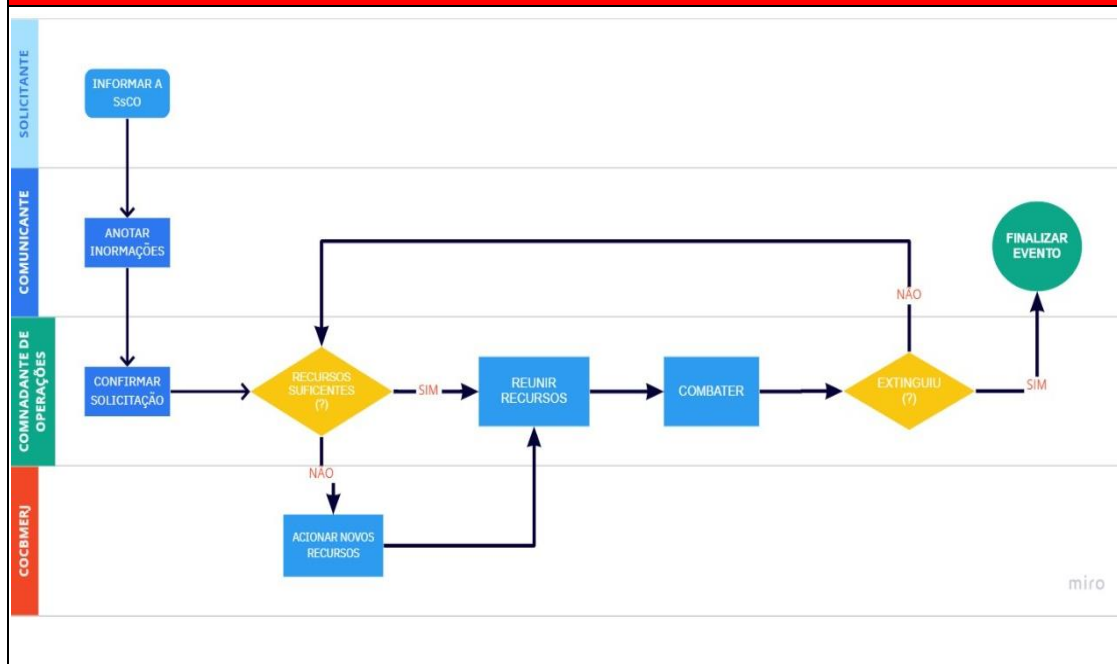 SOLICITANTE
INFORMAR A
SsCO
COMUNICANTE
ANOTAR
INORMAÇÕES
FINALIZAR
EVENTO
NÃO
COMNADANTE DE
OPERAÇÕES
CONFIRMAR
SOLICITAÇÃO
RECURSOS
SUFICENTES
(?)
SIM
REUNIR
RECURSOS
COMBATER
EXTINGUIU
(?)
SIM
NÃO
COCBMERJ
ACIONAR NOVOS
RECURSOS
miro